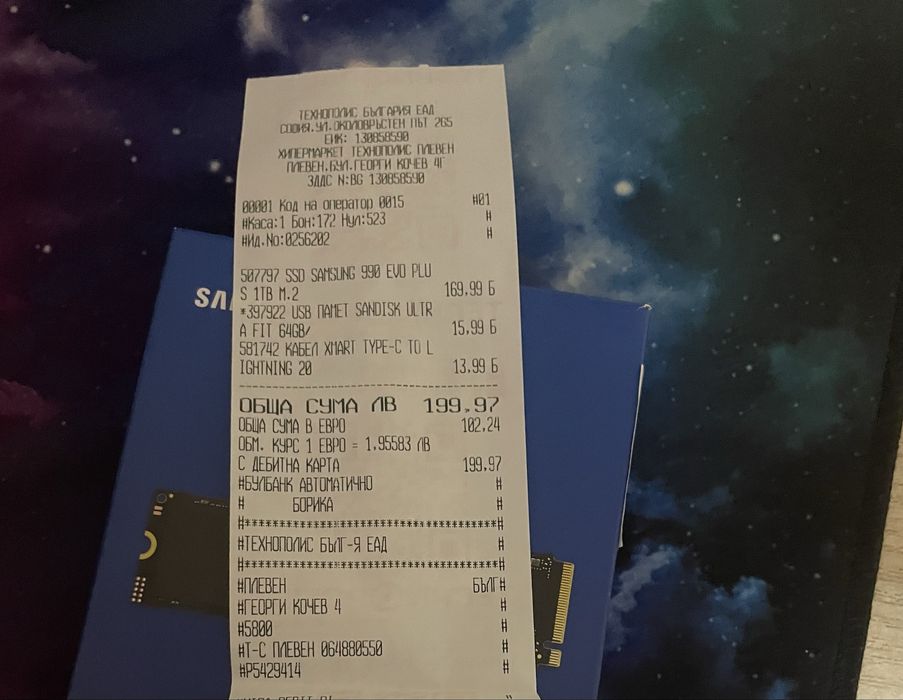 ТЕХНОПОЛИС БЪЛГАРИЯ ЕАД
СОФИЯ.УЛ.ОКОЛОВРЪСТЕН ПЪТ 265
ЕИК: 130858590
ХИПЕРМАРКЕТ ТЕХНОПОЛИС ПЛЕВЕН
ПЛЕВЕН.БУЛ.ГЕОРГИ КОЧЕВ 4Г
ЗДДС N:BG 130858590
00001 Код на оператор 0015 #01
#Каса:1 Бон:172 Нул:523 #
#Ид.No:0256202 #
507797 SSD SAMSUNG 990 EVO PLU
S 1TB M.2 169.99 Б
*397922 USB ПАМЕТ SANDISK ULTR
A FIT 64GB/ 15.99 Б
581742 КАБЕЛ XMART TYPE-C TO L
IGHTNING 20 13.99 Б
--------------------------------
ОБЩА СУМА ЛВ 199.97
ОБЩА СУМА В ЕВРО 102.24
ОБМ. КУРС 1 ЕВРО = 1.95583 ЛВ
С ДЕБИТНА КАРТА 199.97
#БУЛБАНК АВТОМАТИЧНО #
# БОРИКА #
#******************************#
#ТЕХНОПОЛИС БЪЛГ-Я ЕАД #
#******************************#
#ПЛЕВЕН БЪЛГ#
#ГЕОРГИ КОЧЕВ 4 #
#5800 #
#Т-С ПЛЕВЕН 064880550 #
#P5429414 #